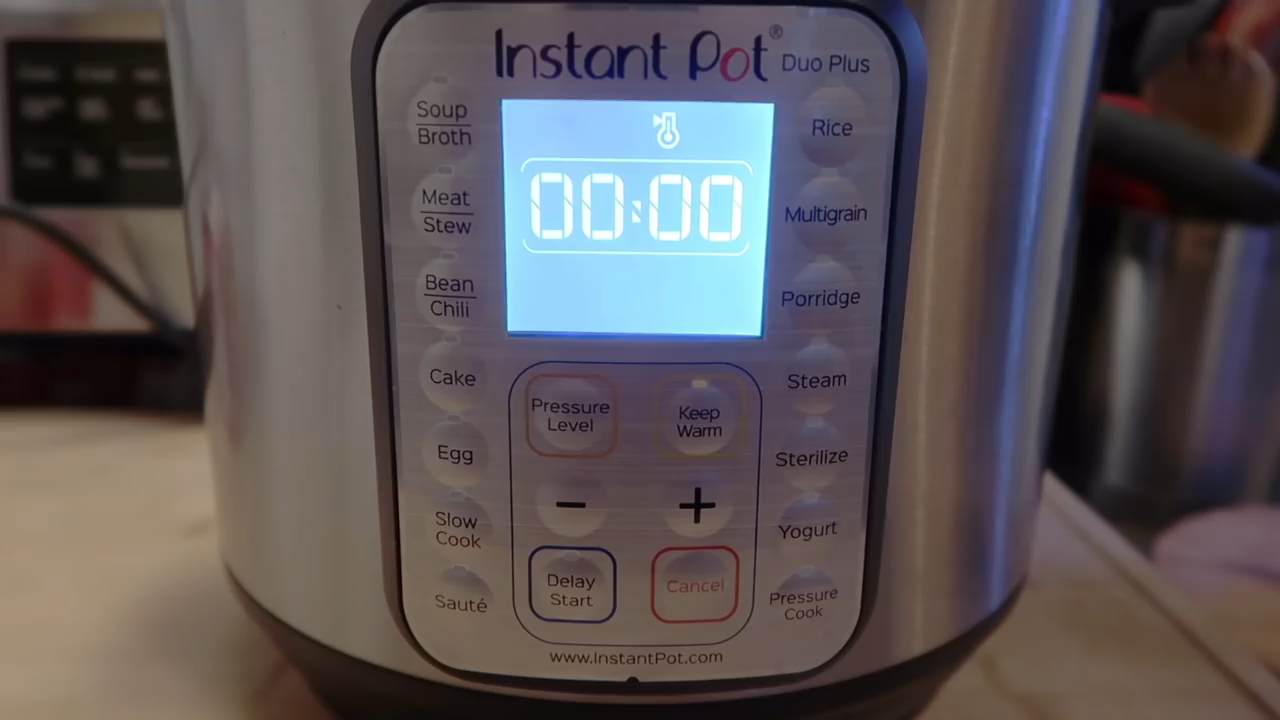 Instant Pot® Duo Plus
Soup
Broth
Meat
Stew
Bean
Chili
Cake
Egg
Slow
Cook
Sauté
00:00
Pressure
Level
Keep
Warm
−
+
Delay
Start
Cancel
Rice
Multigrain
Porridge
Steam
Sterilize
Yogurt
Pressure
Cook
www.InstantPot.com